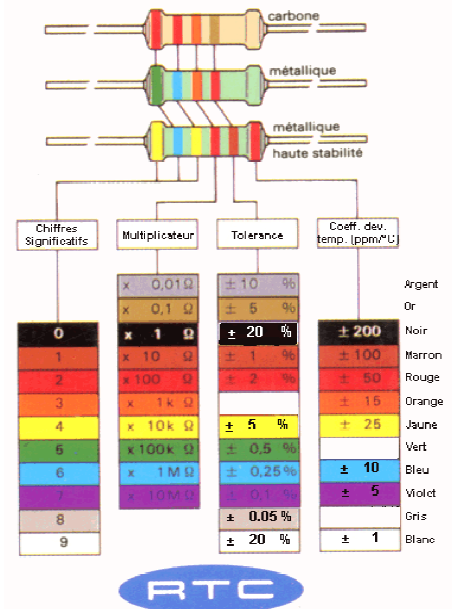 carbone
métallique
métallique
haute stabilité
Chiffres
Significatifs
Multiplicateur
Tolerance
Coeff. dev.
temp. (ppm/°C)
x 0,01 Ω ± 10 % Argent
x 0,1 Ω ± 5 % Or
0 x 1 Ω ± 20 % ± 200 Noir
1 x 10 Ω ± 1 % ± 100 Marron
2 x 100 Ω ± 2 % ± 50 Rouge
3 x 1 k Ω ± 15 Orange
4 x 10k Ω ± 5 % ± 25 Jaune
5 x 100k Ω ± 0,5 % Vert
6 x 1M Ω ± 0,25 % ± 10 Bleu
7 x 10M Ω ± 0,1 % ± 5 Violet
8 ± 0.05 % Gris
9 ± 20 % ± 1 Blanc
RTC